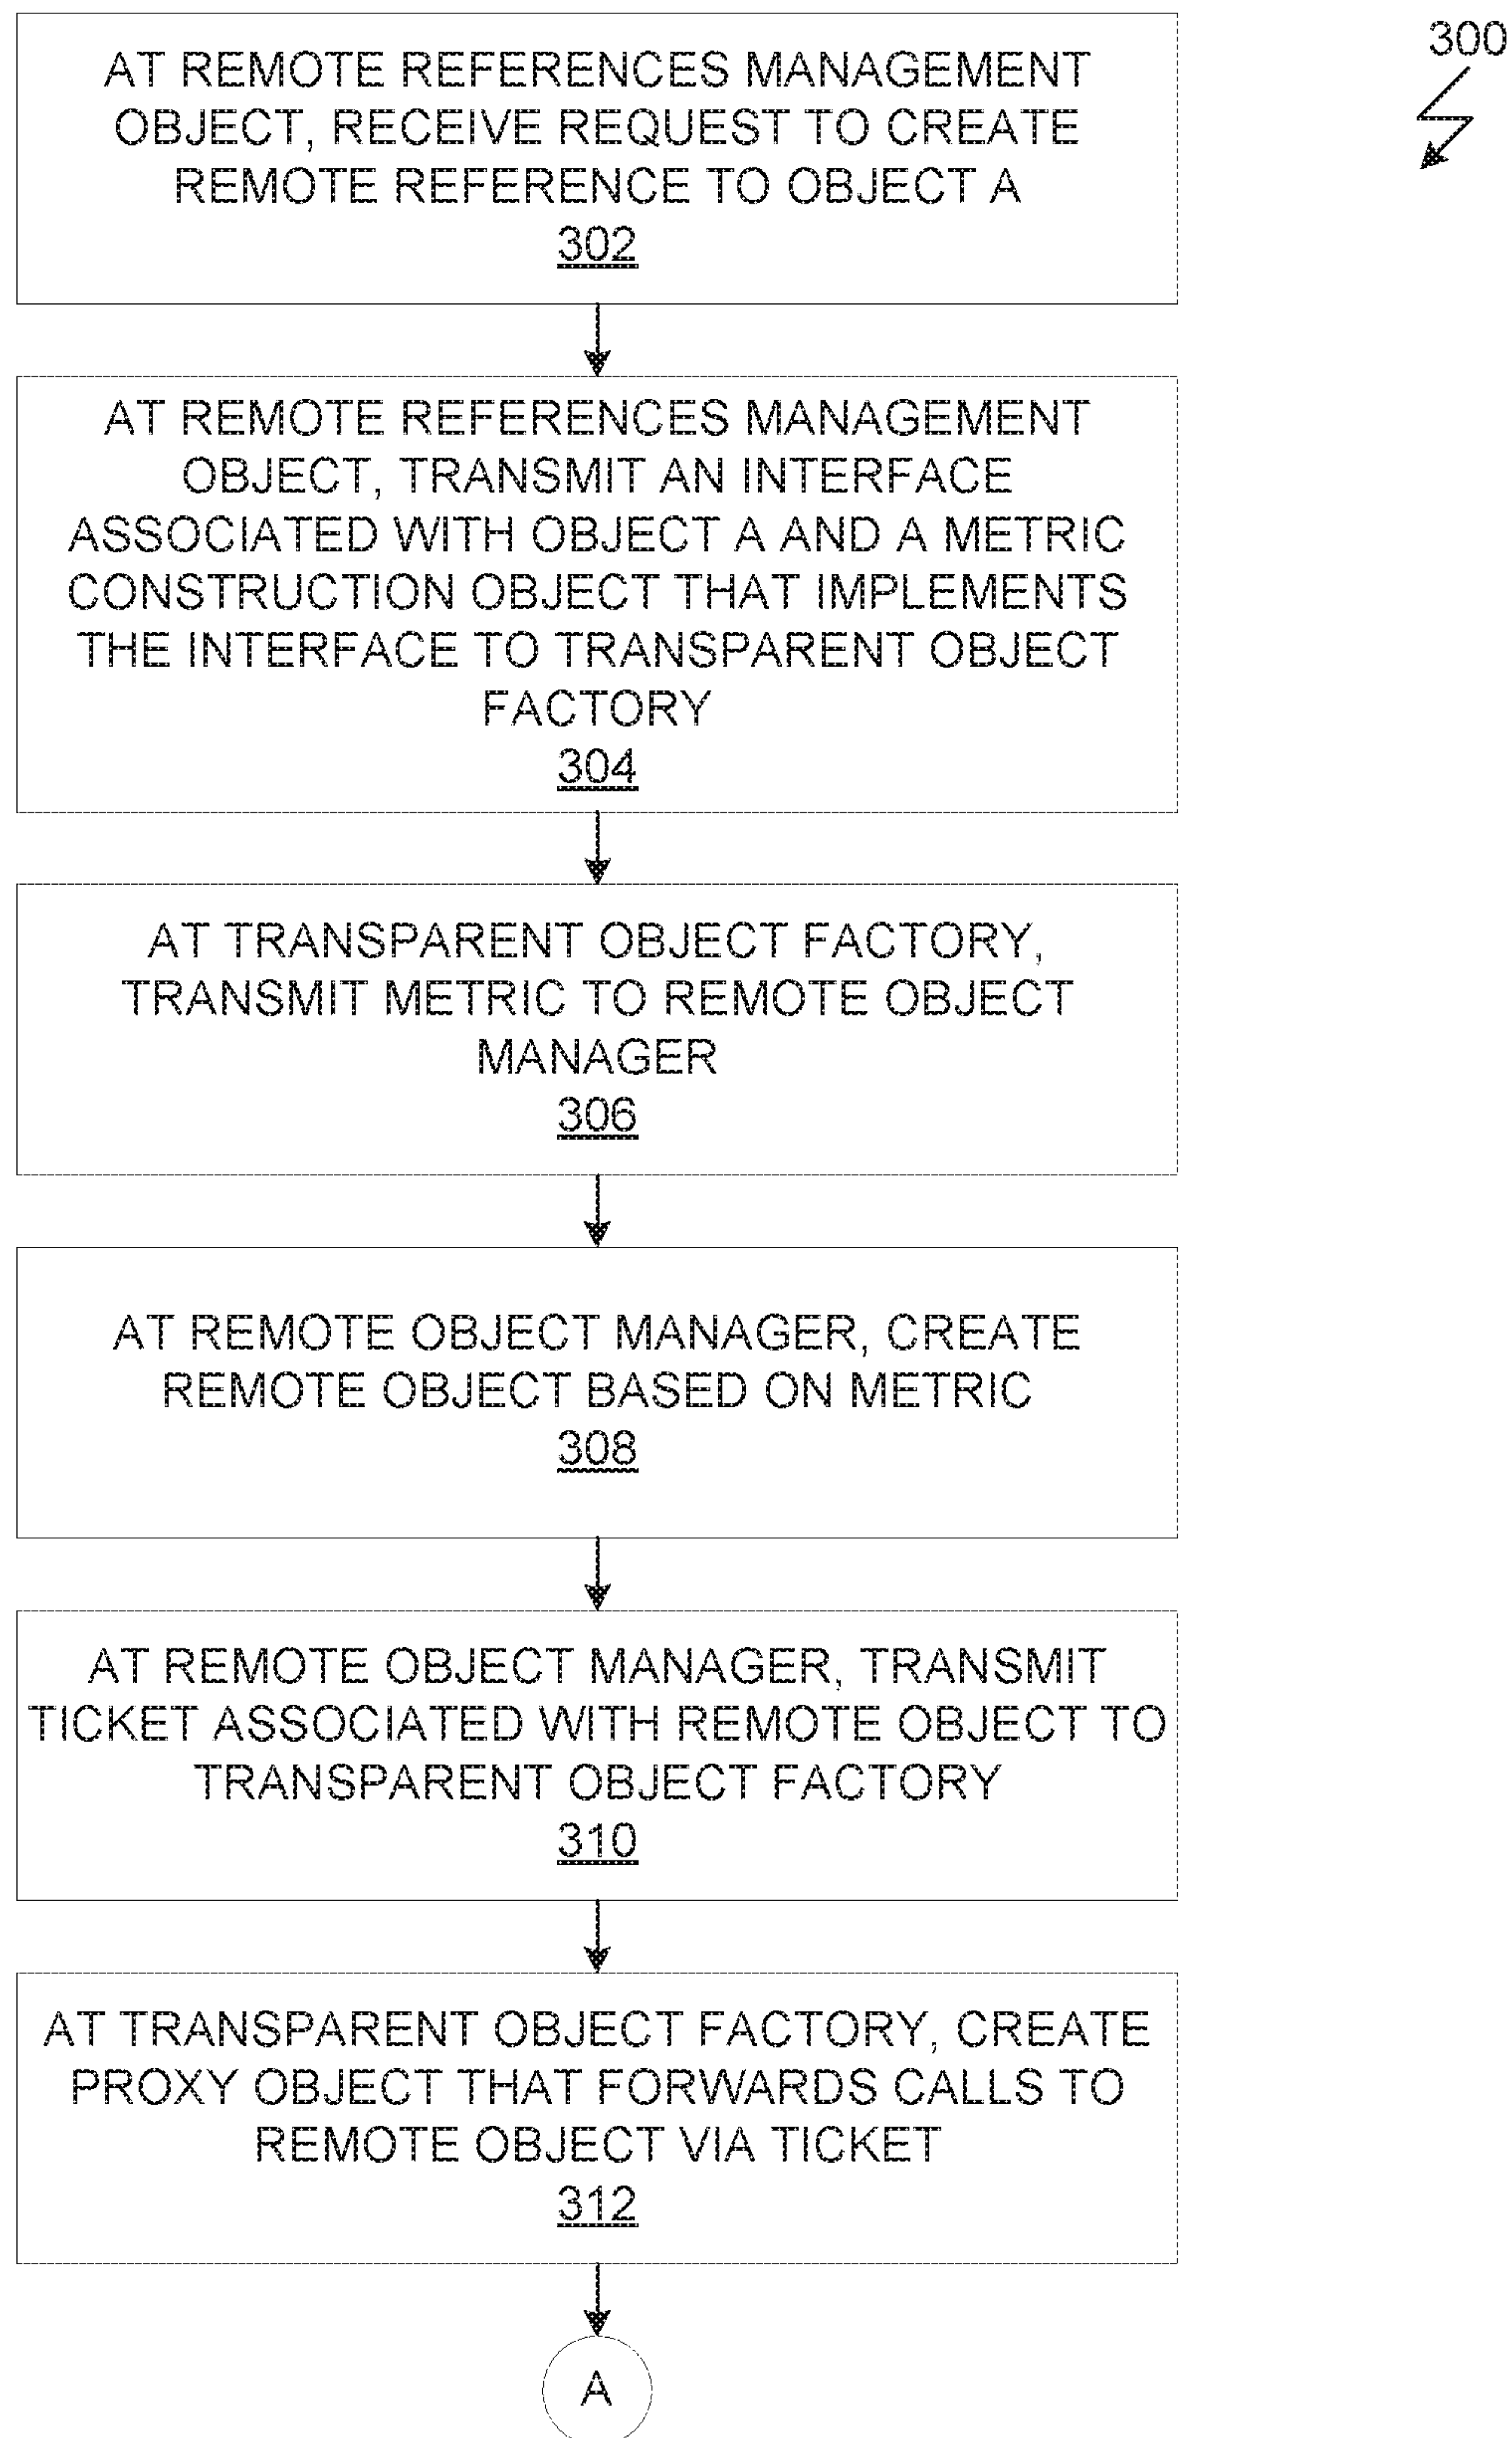 300
AT REMOTE REFERENCES MANAGEMENT
OBJECT, RECEIVE REQUEST TO CREATE
REMOTE REFERENCE TO OBJECT A
302
AT REMOTE REFERENCES MANAGEMENT
OBJECT, TRANSMIT AN INTERFACE
ASSOCIATED WITH OBJECT A AND A METRIC
CONSTRUCTION OBJECT THAT IMPLEMENTS
THE INTERFACE TO TRANSPARENT OBJECT
FACTORY
304
AT TRANSPARENT OBJECT FACTORY,
TRANSMIT METRIC TO REMOTE OBJECT
MANAGER
306
AT REMOTE OBJECT MANAGER, CREATE
REMOTE OBJECT BASED ON METRIC
308
AT REMOTE OBJECT MANAGER, TRANSMIT
TICKET ASSOCIATED WITH REMOTE OBJECT TO
TRANSPARENT OBJECT FACTORY
310
AT TRANSPARENT OBJECT FACTORY, CREATE
PROXY OBJECT THAT FORWARDS CALLS TO
REMOTE OBJECT VIA TICKET
312
A